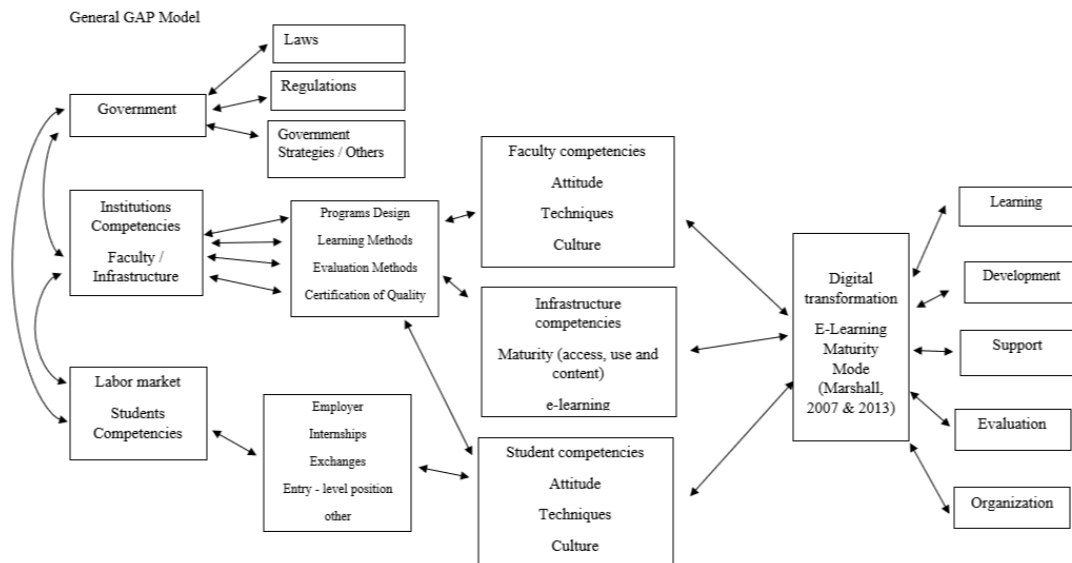 General GAP Model
Laws
Regulations
Government
Strategies / Others
Government
Institutions
Competencies
Faculty /
Infrastructure
Labor market
Students
Competencies
Programs Design
Learning Methods
Evaluation Methods
Certification of Quality
Employer
Internships
Exchanges
Entry - level position
other
Faculty competencies
Attitude
Techniques
Culture
Infrastructure
competencies
Maturity (access, use and
content)
e-learning
Student competencies
Attitude
Techniques
Culture
Digital
transformation
E-Learning
Maturity
Mode
(Marshall,
2007 & 2013)
Learning
Development
Support
Evaluation
Organization